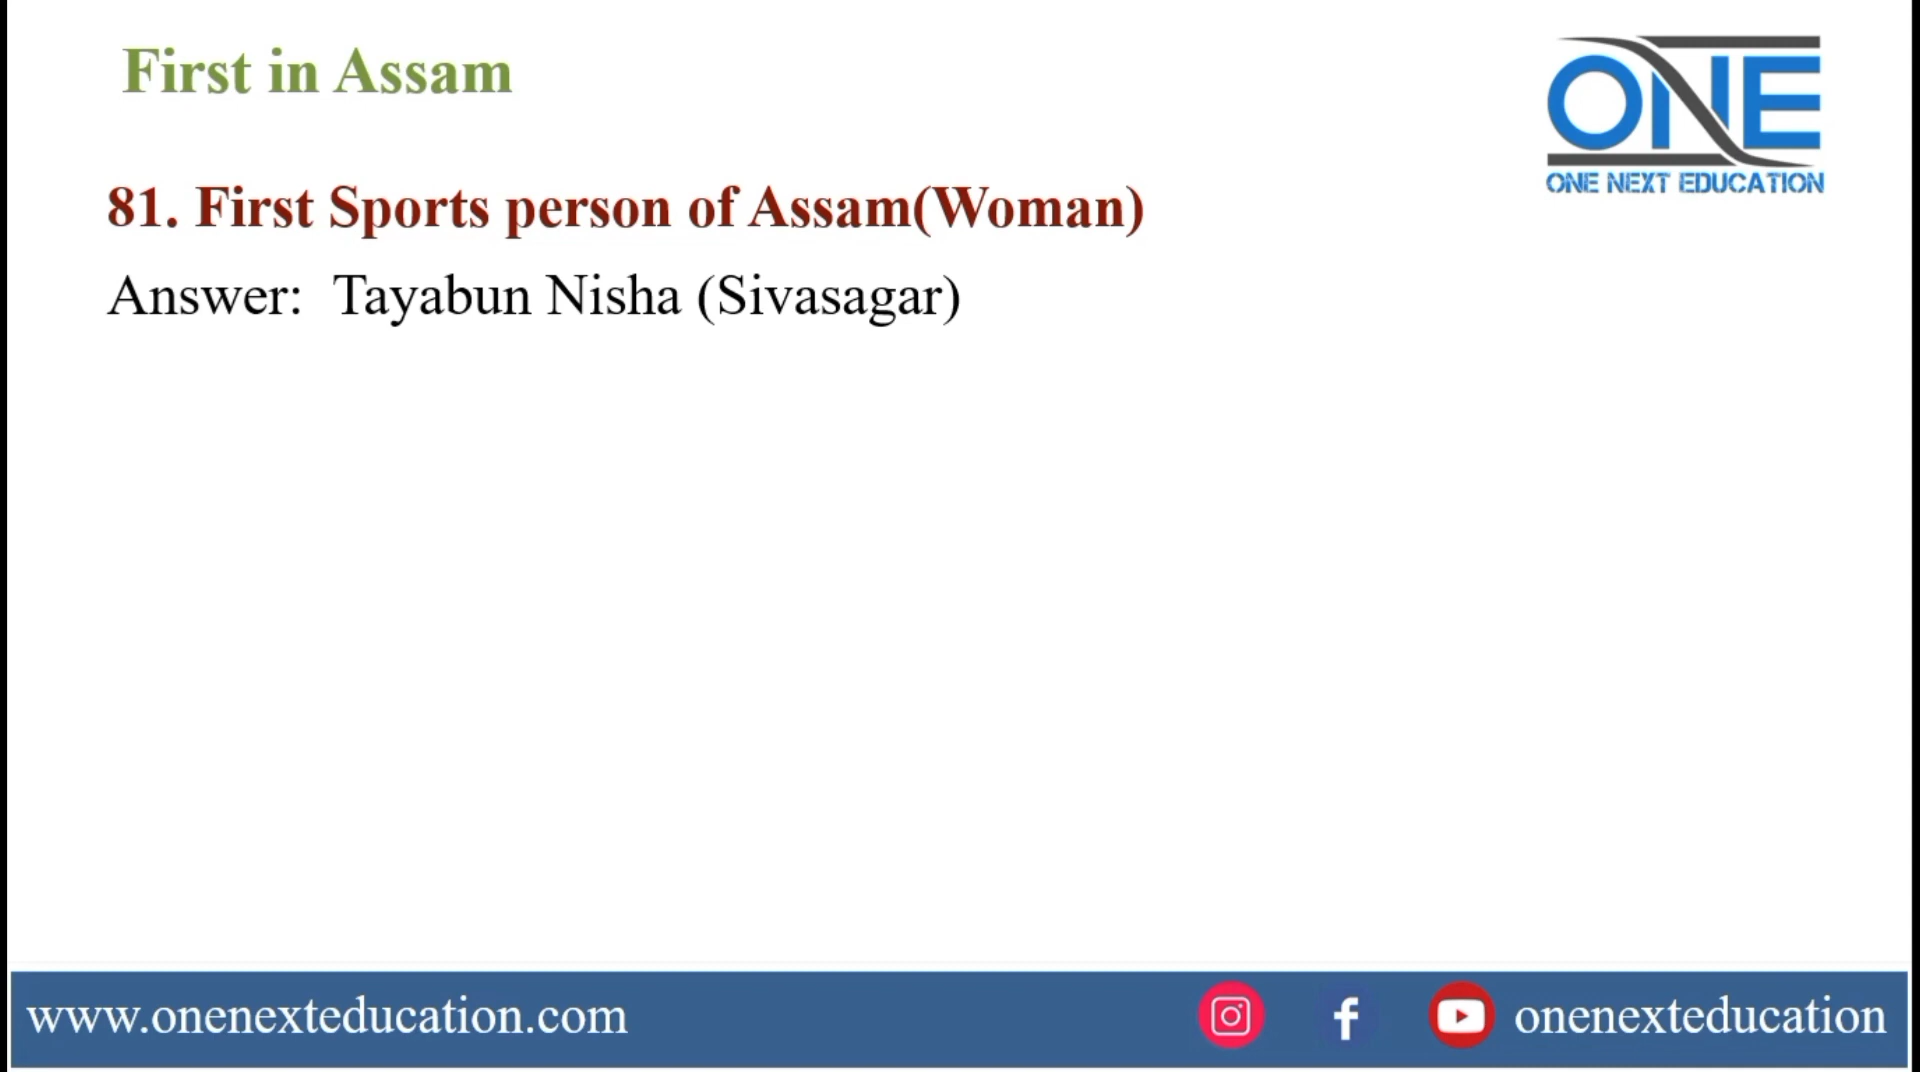 First in Assam
ONE
ONE NEXT EDUCATION
81. First Sports person of Assam(Woman)
Answer: Tayabun Nisha (Sivasagar)
www.onenexteducation.com
onenexteducation